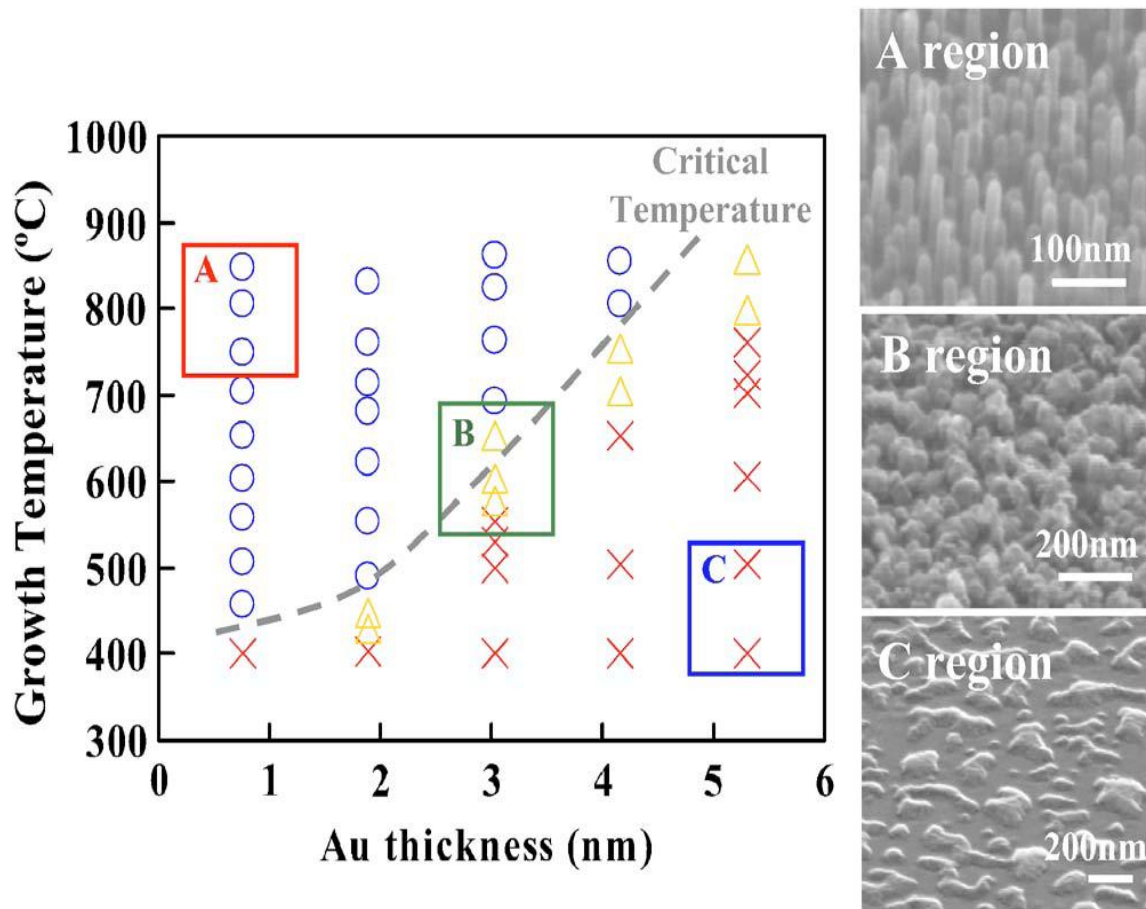 1000
900
800
700
600
500
400
300
0
1
2
3
4
5
6
Growth Temperature (ºC)
Au thickness (nm)
Critical
Temperature
A
B
C
A region
100nm
B region
200nm
C region
200nm